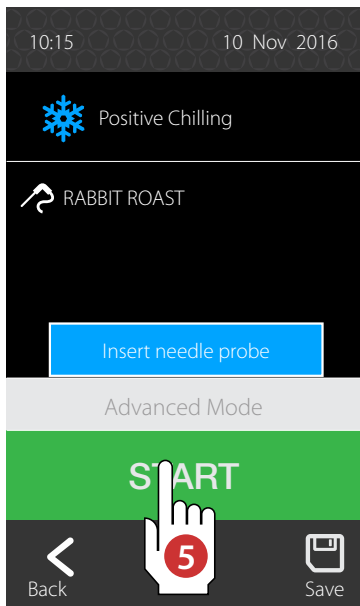 10:15 10 Nov 2016
Positive Chilling
RABBIT ROAST
Insert needle probe
Advanced Mode
START
5
Back Save